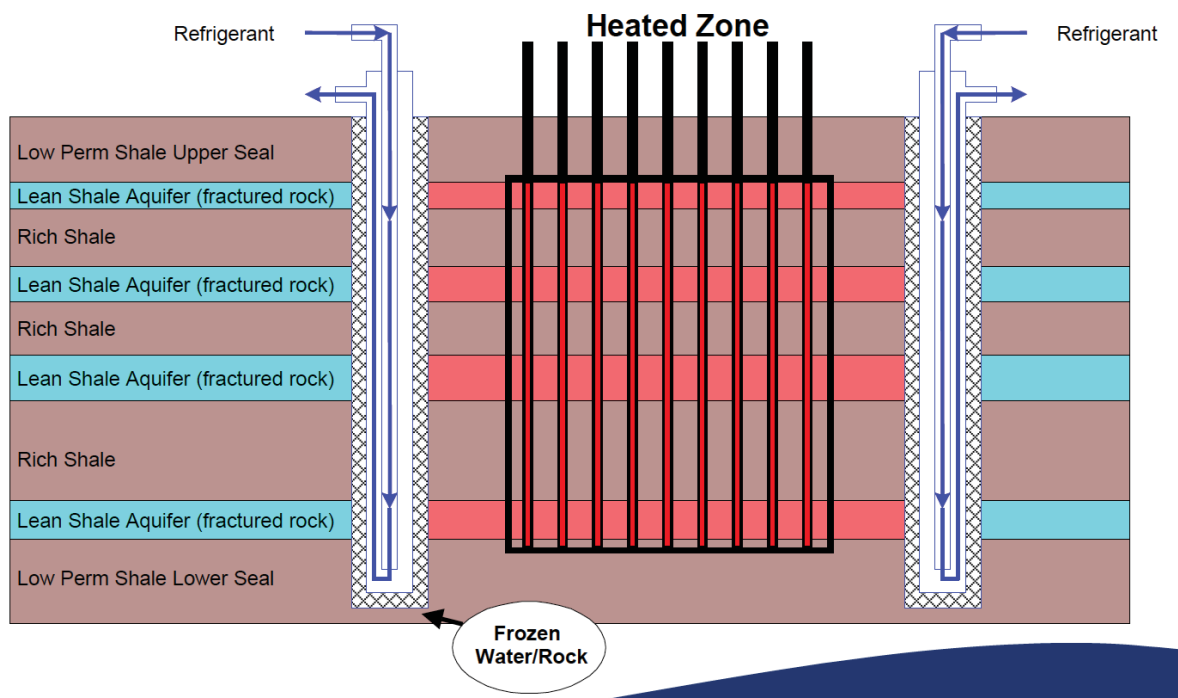 Heated Zone
Refrigerant
Refrigerant
Low Perm Shale Upper Seal
Lean Shale Aquifer (fractured rock)
Rich Shale
Lean Shale Aquifer (fractured rock)
Rich Shale
Lean Shale Aquifer (fractured rock)
Rich Shale
Lean Shale Aquifer (fractured rock)
Low Perm Shale Lower Seal
Frozen
Water/Rock